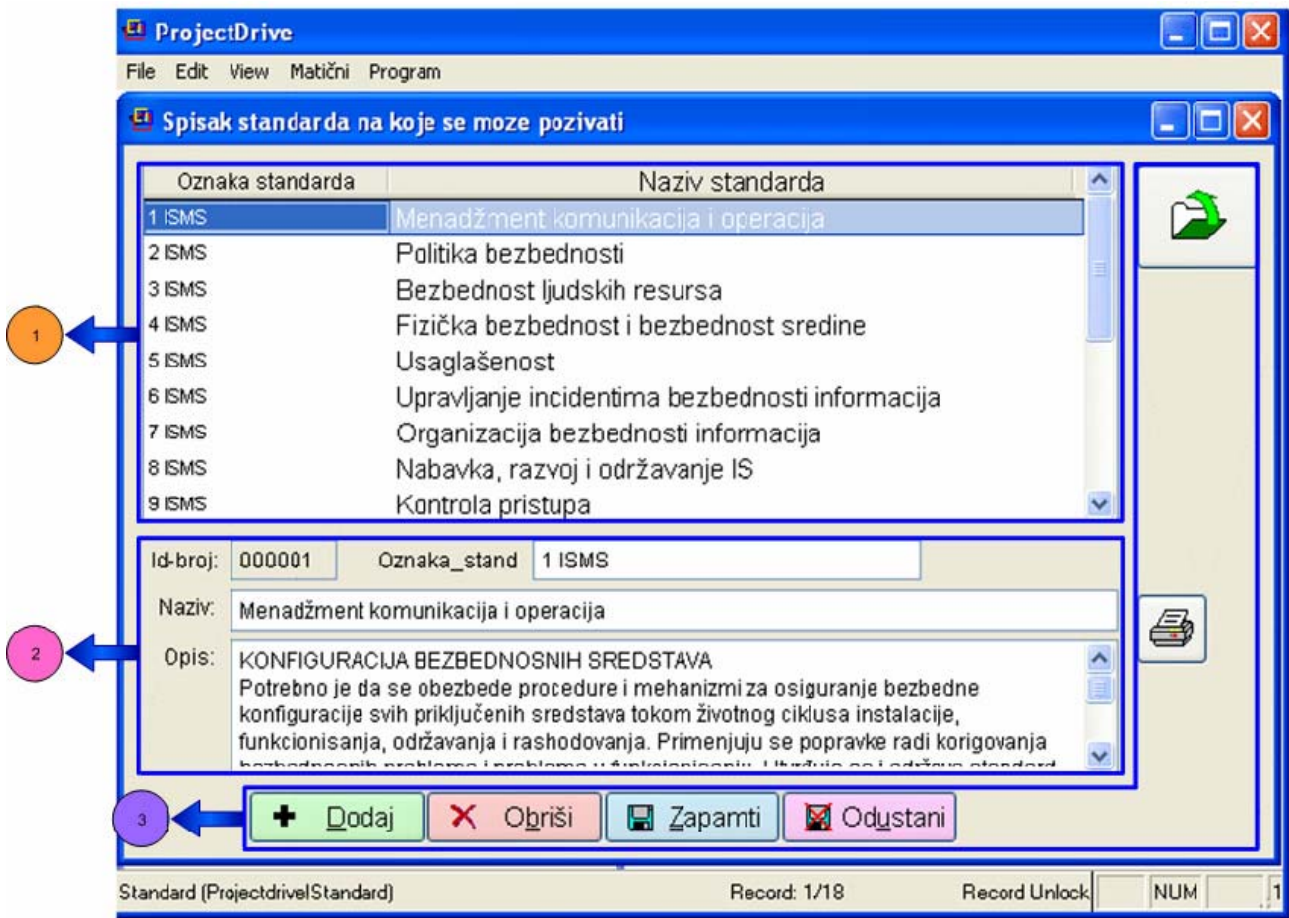 ProjectDrive
File Edit View Matični Program
Spisak standarda na koje se moze pozivati
Oznaka standarda Naziv standarda
1 ISMS Menadžment komunikacija i operacija
2 ISMS Politika bezbednosti
3 ISMS Bezbednost ljudskih resursa
4 ISMS Fizička bezbednost i bezbednost sredine
5 ISMS Usaglašenost
6 ISMS Upravljanje incidentima bezbednosti informacija
7 ISMS Organizacija bezbednosti informacija
8 ISMS Nabavka, razvoj i održavanje IS
9 ISMS Kontrola pristupa
1
Id-broj: 000001 Oznaka_stand 1 ISMS
Naziv: Menadžment komunikacija i operacija
2
Opis: KONFIGURACIJA BEZBEDNOSNIH SREDSTAVA
Potrebno je da se obezbede procedure i mehanizmi za osiguranje bezbedne
konfiguracije svih priključenih sredstava tokom životnog ciklusa instalacije,
funkcionisanja, održavanja i rashodovanja. Primenjuju se popravke radi korigovanja
3
Dodaj Obriši Zapamti Odustani
Standard (Projectdrive!Standard) Record: 1/18 Record Unlock NUM 1